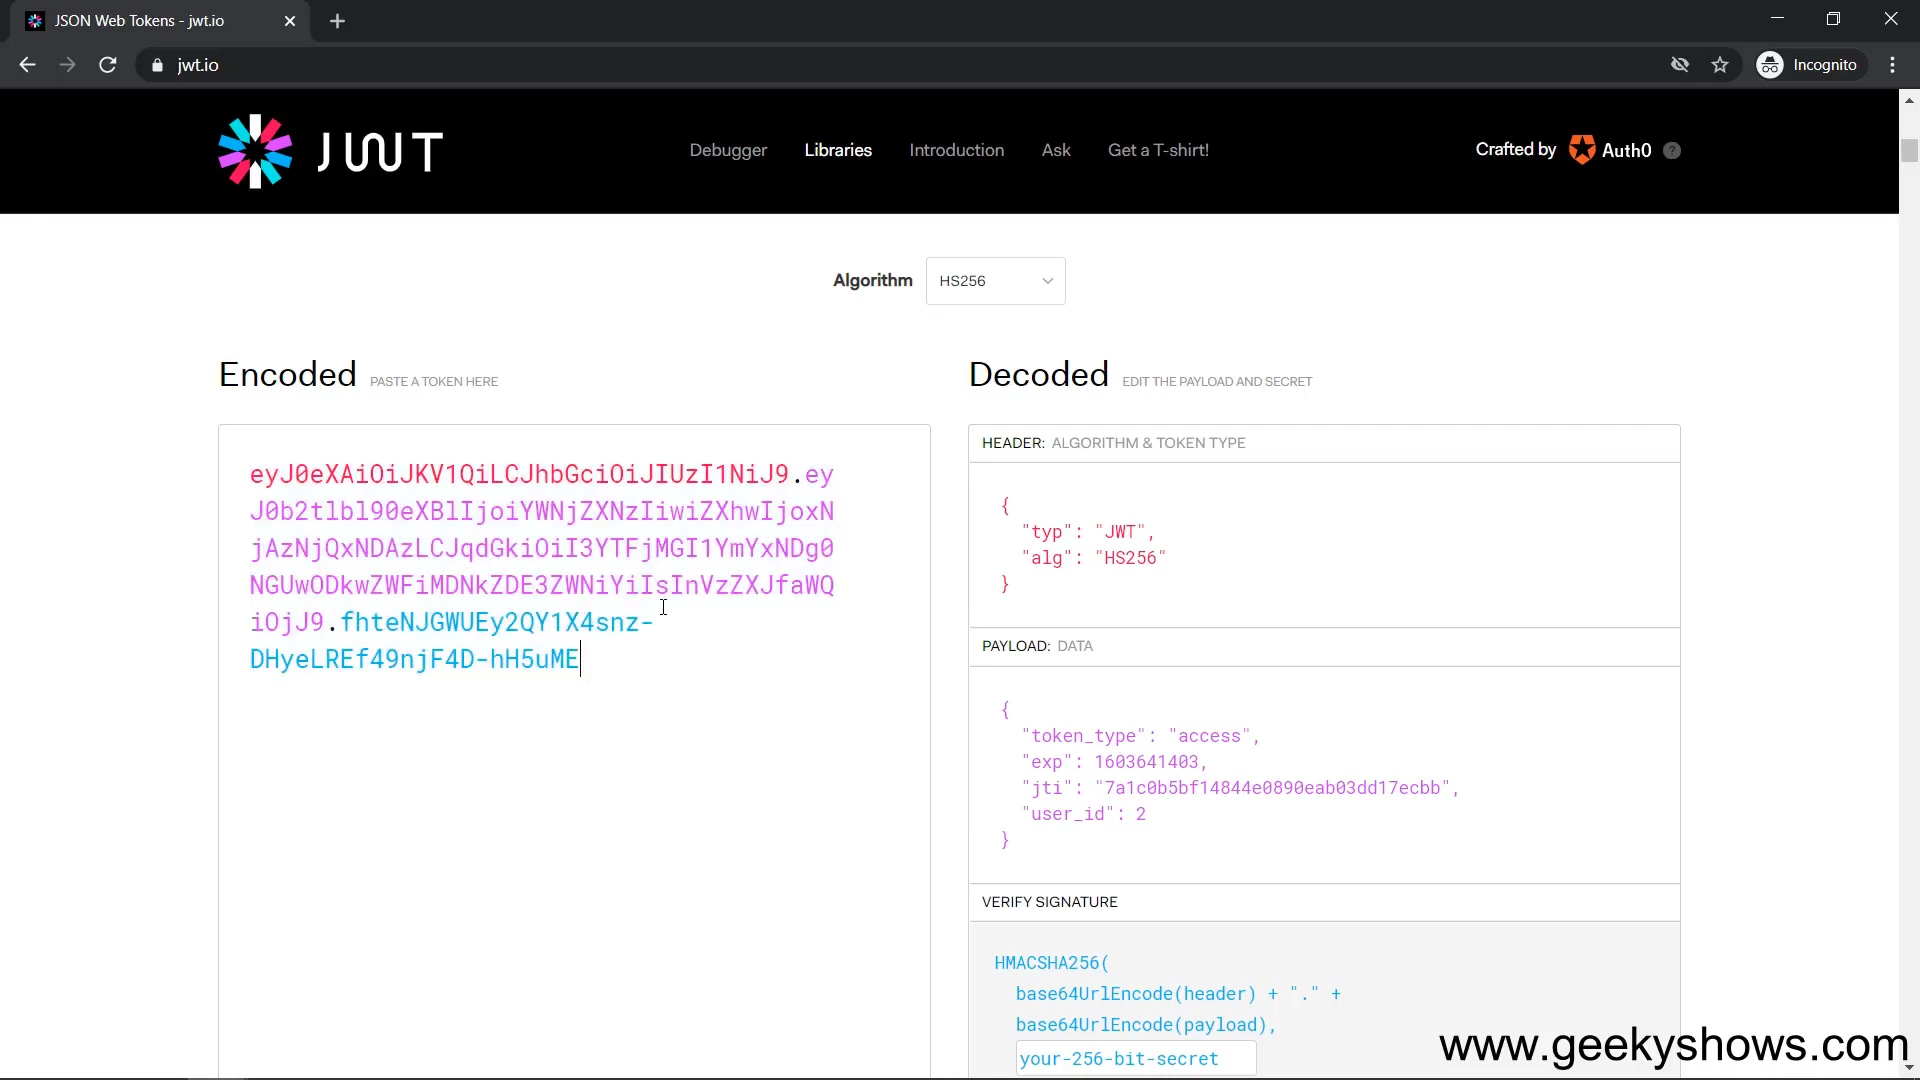 JSON Web Tokens - jwt.io
jwt.io
Incognito
JWT
Debugger
Libraries
Introduction
Ask
Get a T-shirt!
Crafted by Auth0 ?
Algorithm HS256
Encoded PASTE A TOKEN HERE
eyJ0eXAiOiJKV1QiLCJhbGciOiJIUzI1NiJ9.ey
J0b2tlbl90eXBlIjoiYWNjZXNzIiwiZXhwIjoxN
jAzNjQxNDAzLCJqdGkiOiI3YTFjMGI1YmYxNDg0
NGUwODkwZWFiMDNkZDE3ZWNiYiIsInVzZXJfaWQ
iOjJ9.fhteNJGWUEy2QY1X4snz-
DHyeLREf49njF4D-hH5uME
Decoded EDIT THE PAYLOAD AND SECRET
HEADER: ALGORITHM & TOKEN TYPE
{
"typ": "JWT",
"alg": "HS256"
}
PAYLOAD: DATA
{
"token_type": "access",
"exp": 1603641403,
"jti": "7a1c0b5bf14844e0890eab03dd17ecbb",
"user_id": 2
}
VERIFY SIGNATURE
HMACSHA256(
base64UrlEncode(header) + "." +
base64UrlEncode(payload),
your-256-bit-secret
www.geekyshows.com